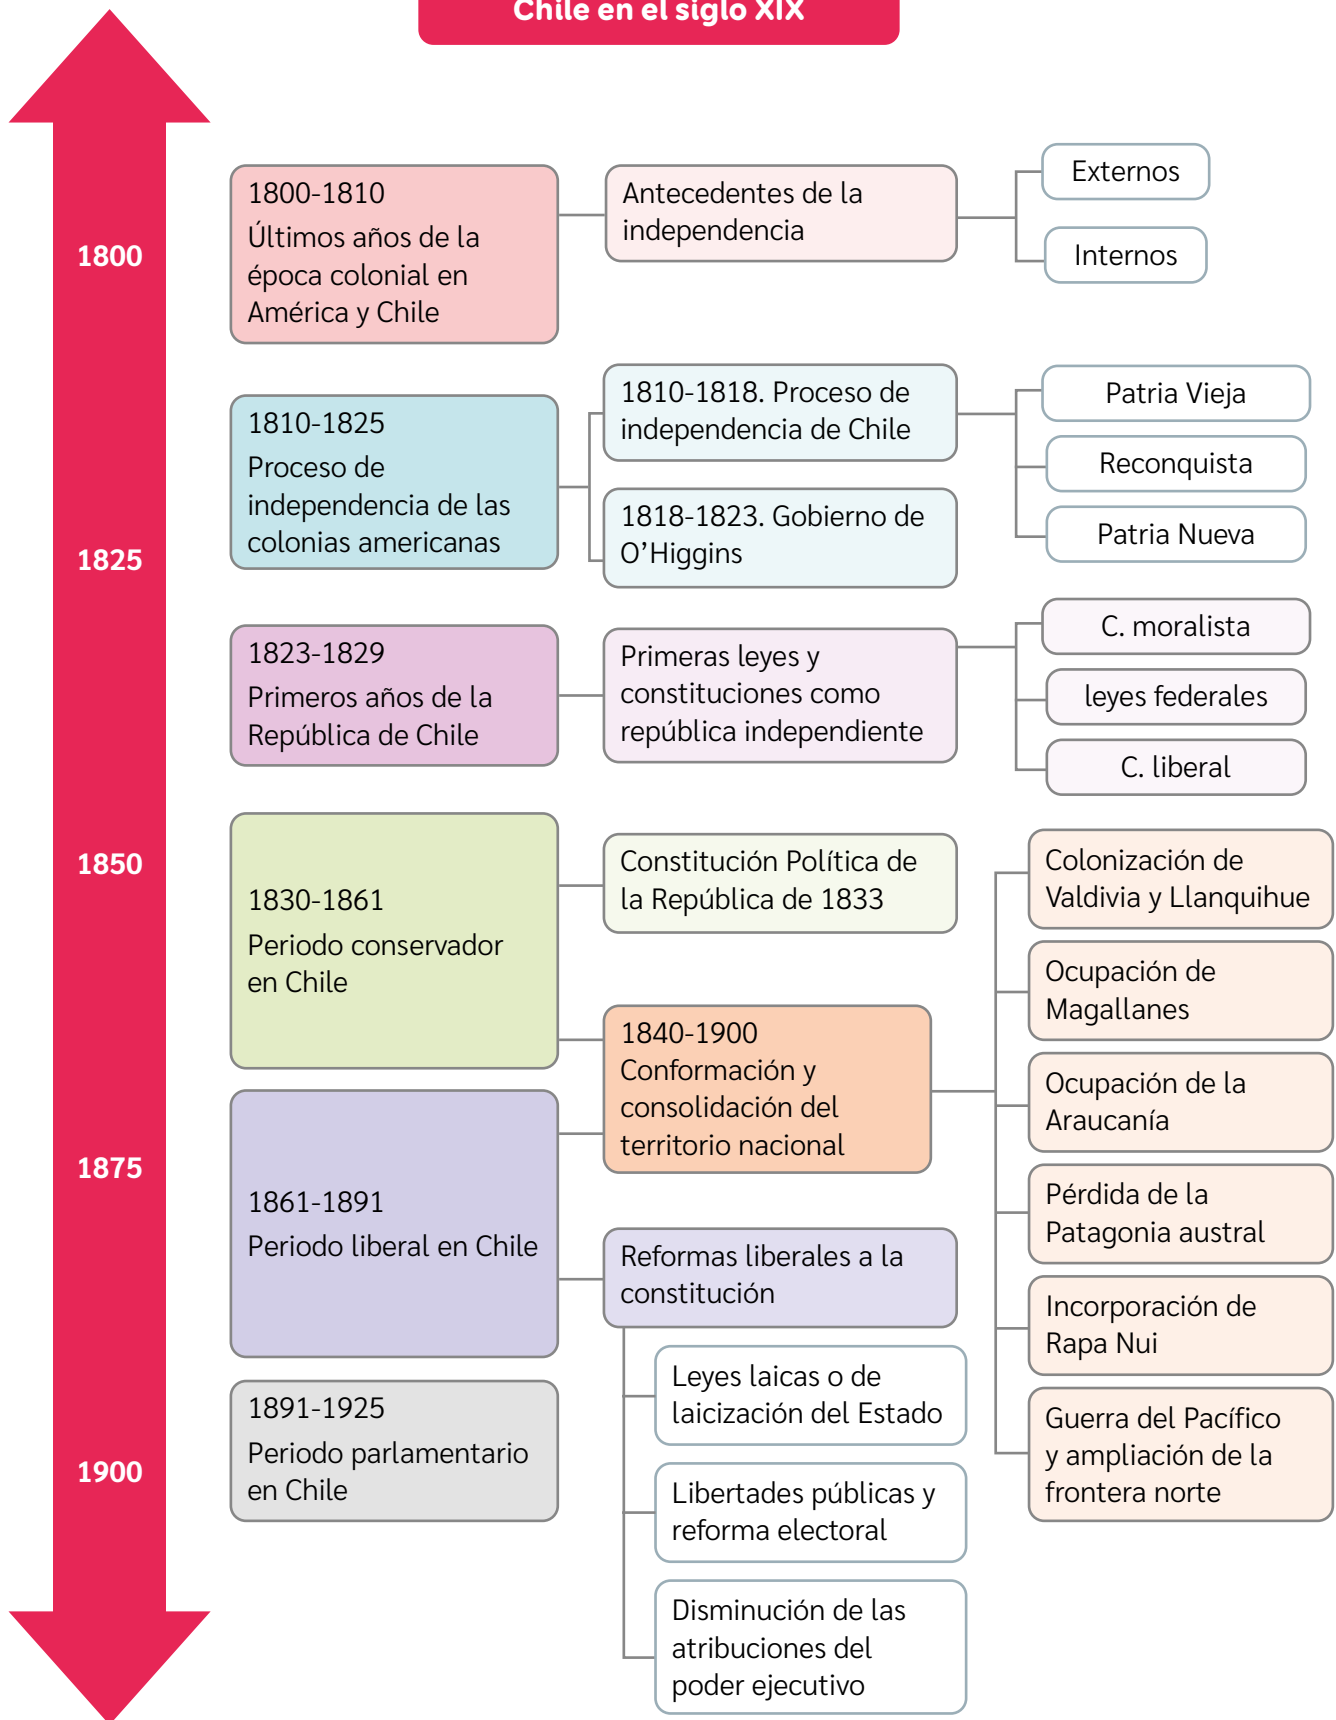 Chile en el siglo XIX
1800
1825
1850
1875
1900
1800-1810
Últimos años de la
época colonial en
América y Chile
Antecedentes de la
independencia
Externos
Internos
1810-1825
Proceso de
independencia de las
colonias americanas
1810-1818. Proceso de
independencia de Chile
Patria Vieja
Reconquista
Patria Nueva
1818-1823. Gobierno de
O’Higgins
1823-1829
Primeros años de la
República de Chile
Primeras leyes y
constituciones como
república independiente
C. moralista
leyes federales
C. liberal
1830-1861
Periodo conservador
en Chile
Constitución Política de
la República de 1833
1840-1900
Conformación y
consolidación del
territorio nacional
Colonización de
Valdivia y Llanquihue
Ocupación de
Magallanes
Ocupación de la
Araucanía
Pérdida de la
Patagonia austral
Incorporación de
Rapa Nui
Guerra del Pacífico
y ampliación de la
frontera norte
1861-1891
Periodo liberal en Chile
Reformas liberales a la
constitución
Leyes laicas o de
laicización del Estado
Libertades públicas y
reforma electoral
Disminución de las
atribuciones del
poder ejecutivo
1891-1925
Periodo parlamentario
en Chile